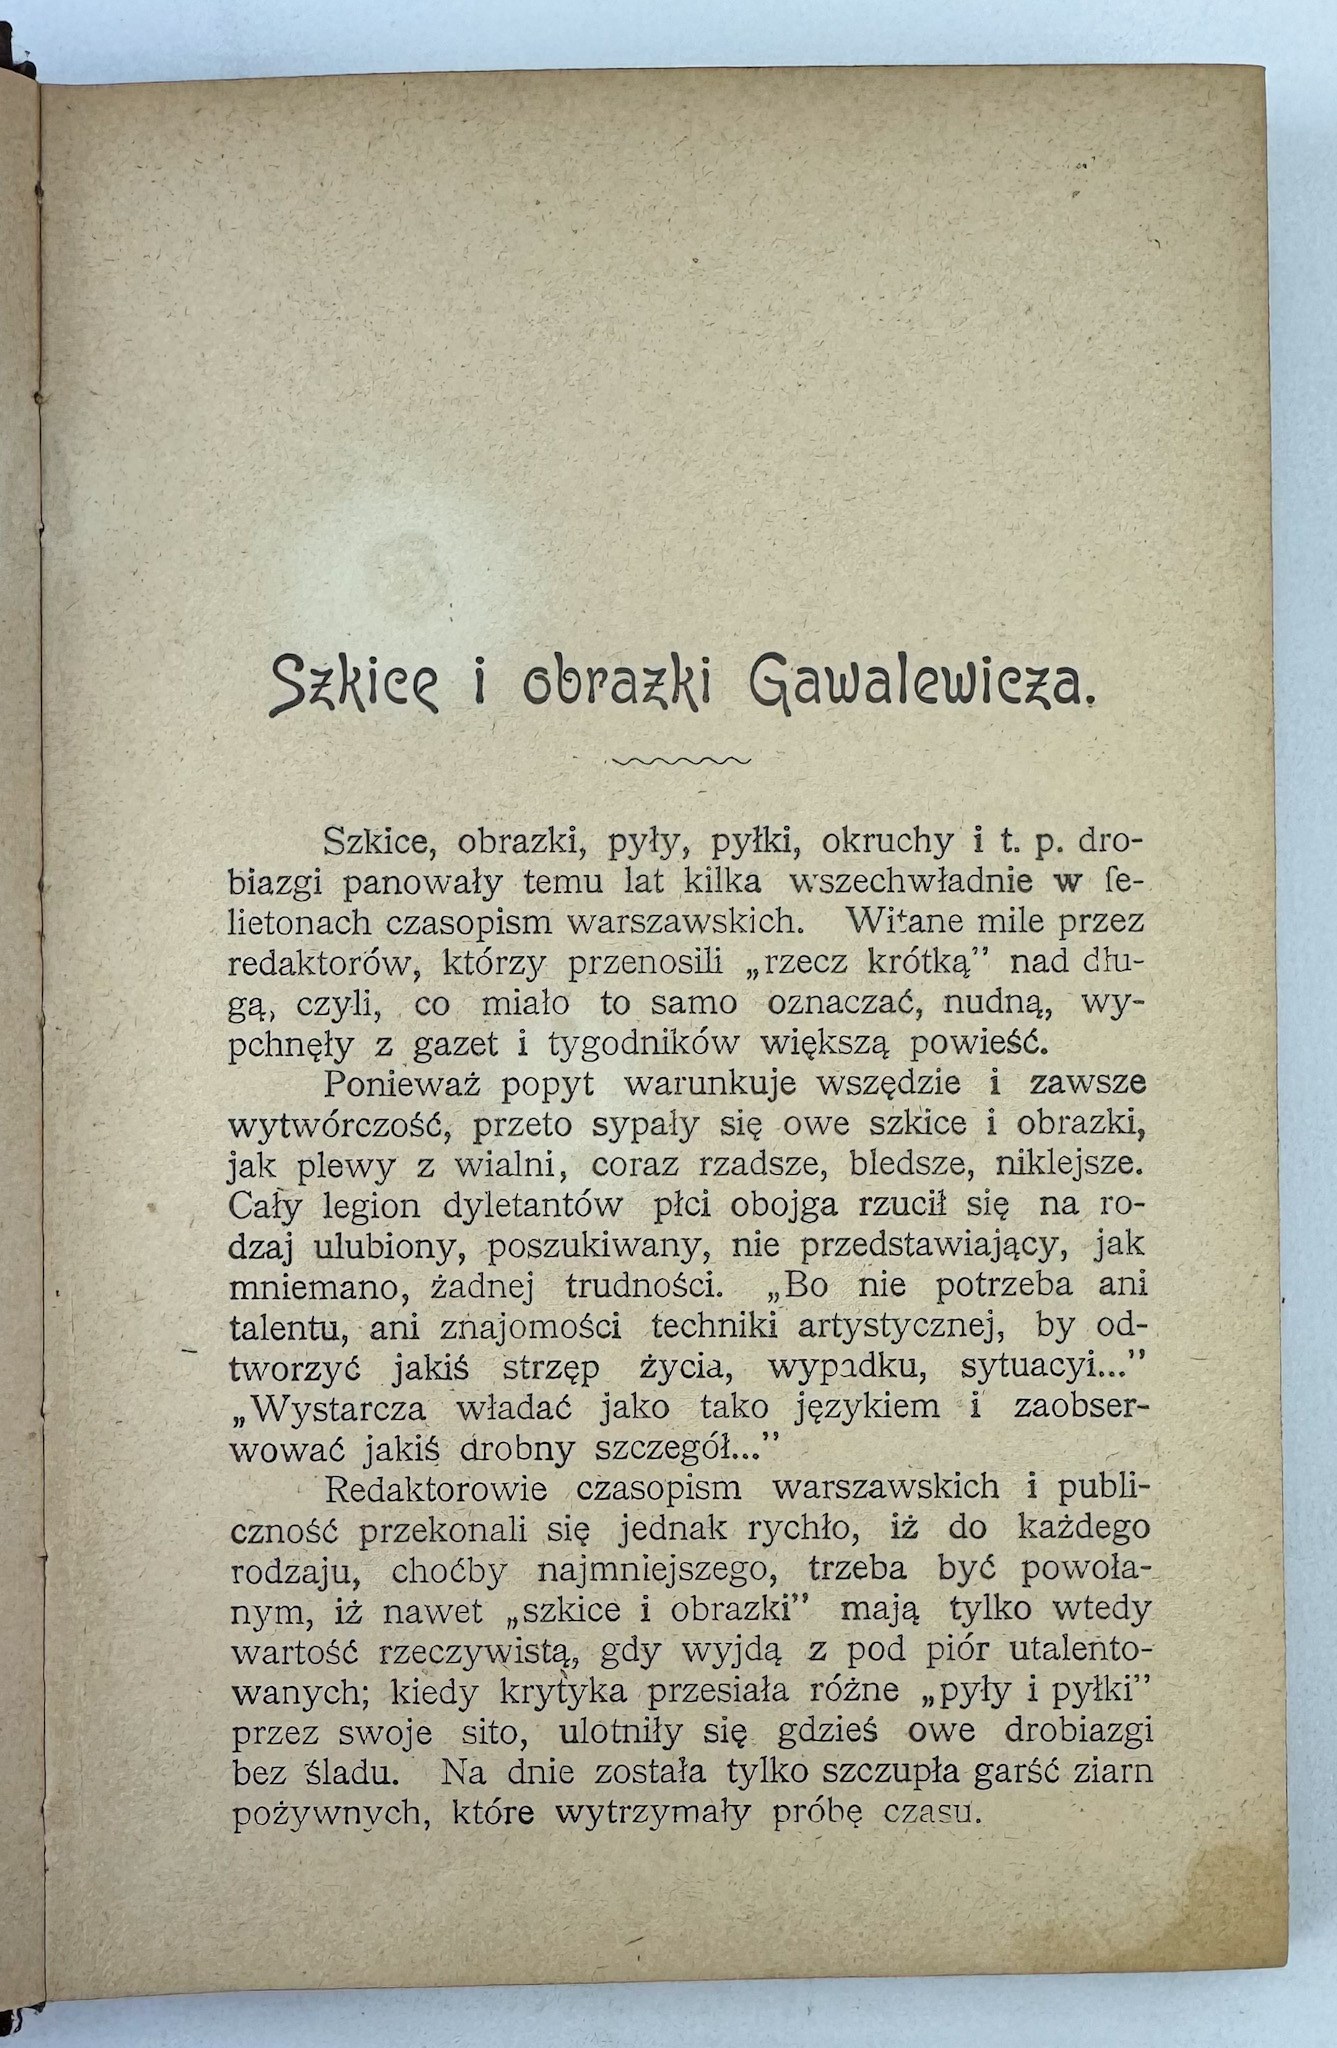 Szkice i obrazki Gawalewicza.
Szkice, obrazki, pyły, pyłki, okruchy i t. p. dro-
biazgi panowały temu lat kilka wszechwładnie w fe-
lietonach czasopism warszawskich. Witane mile przez
redaktorów, którzy przenosili „rzecz krótką” nad dłu-
gą, czyli, co miało to samo oznaczać, nudną, wy-
pchnęły z gazet i tygodników większą powieść.
Ponieważ popyt warunkuje wszędzie i zawsze
wytwórczość, przeto sypały się owe szkice i obrazki,
jak plewy z wialni, coraz rzadsze, bledsze, niklejsze.
Cały legion dyletantów płci obojga rzucił się na ro-
dzaj ulubiony, poszukiwany, nie przedstawiający, jak
mniemano, żadnej trudności. „Bo nie potrzeba ani
talentu, ani znajomości techniki artystycznej, by od-
tworzyć jakiś strzęp życia, wypadku, sytuacyi...”
„Wystarcza władać jako tako językiem i zaobser-
wować jakiś drobny szczegół...”
Redaktorowie czasopism warszawskich i publi-
czność przekonali się jednak rychło, iż do każdego
rodzaju, choćby najmniejszego, trzeba być powoła-
nym, iż nawet „szkice i obrazki” mają tylko wtedy
wartość rzeczywistą, gdy wyjdą z pod piór utalento-
wanych; kiedy krytyka przesiała różne „pyły i pyłki”
przez swoje sito, ulotniły się gdzieś owe drobiazgi
bez śladu. Na dnie została tylko szczupła garść ziarn
pożywnych, które wytrzymały próbę czasu.